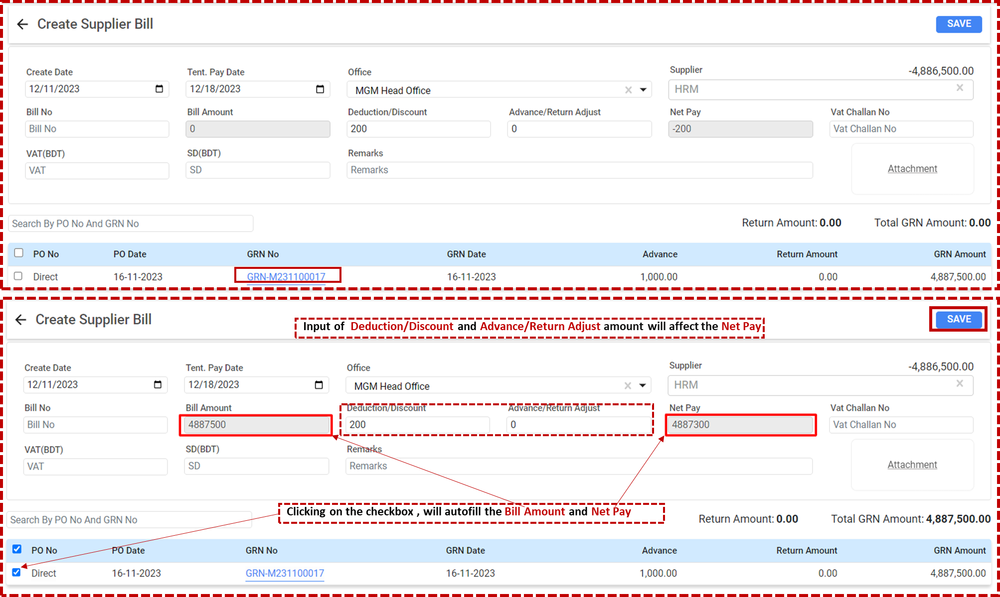 Create Supplier Bill SAVE
Create Date Tent. Pay Date Office Supplier -4,886,500.00
12/11/2023 12/18/2023 MGM Head Office HRM
Bill No Bill Amount Deduction/Discount Advance/Return Adjust Net Pay Vat Challan No
Bill No 0 200 0 -200 Vat Challan No
VAT(BDT) SD(BDT) Remarks
VAT SD Remarks Attachment
Search By PO No And GRN No Return Amount: 0.00 Total GRN Amount: 0.00
PO No PO Date GRN No GRN Date Advance Return Amount GRN Amount
Direct 16-11-2023 GRN-M231100017 16-11-2023 1,000.00 0.00 4,887,500.00
Create Supplier Bill Input of Deduction/Discount and Advance/Return Adjust amount will affect the Net Pay SAVE
Create Date Tent. Pay Date Office Supplier -4,886,500.00
12/11/2023 12/18/2023 MGM Head Office HRM
Bill No Bill Amount Deduction/Discount Advance/Return Adjust Net Pay Vat Challan No
Bill No 4887500 200 0 4887300 Vat Challan No
VAT(BDT) SD(BDT) Remarks
VAT SD Remarks Attachment
Clicking on the checkbox , will autofill the Bill Amount and Net Pay
Search By PO No And GRN No Return Amount: 0.00 Total GRN Amount: 4,887,500.00
PO No PO Date GRN No GRN Date Advance Return Amount GRN Amount
Direct 16-11-2023 GRN-M231100017 16-11-2023 1,000.00 0.00 4,887,500.00